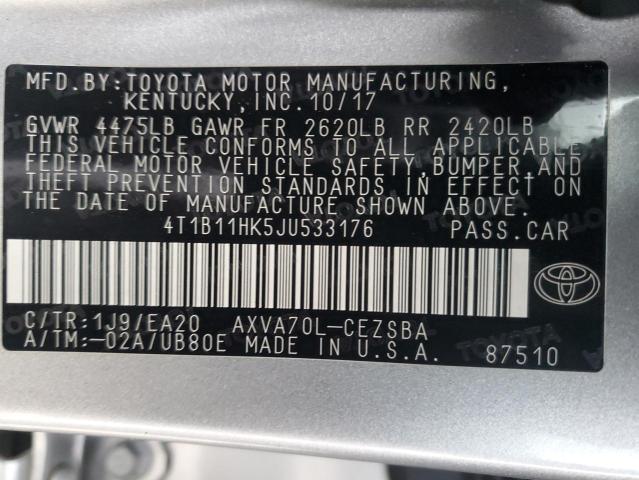 MFD.BY:TOYOTA MOTOR MANUFACTURING,
KENTUCKY,INC.10/17
GVWR 4475LB GAWR FR 2620LB RR 2420LB
THIS VEHICLE CONFORMS TO ALL APPLICABLE
FEDERAL MOTOR VEHICLE SAFETY,BUMPER,AND
THEFT PREVENTION STANDARDS IN EFFECT ON
THE DATE OF MANUFACTURE SHOWN ABOVE.
4T1B11HK5JU533176 PASS.CAR
C/TR:1J9/EA20 AXVA70L-CEZSBA
A/TM:-02A/UB80E MADE IN U.S.A. 87510